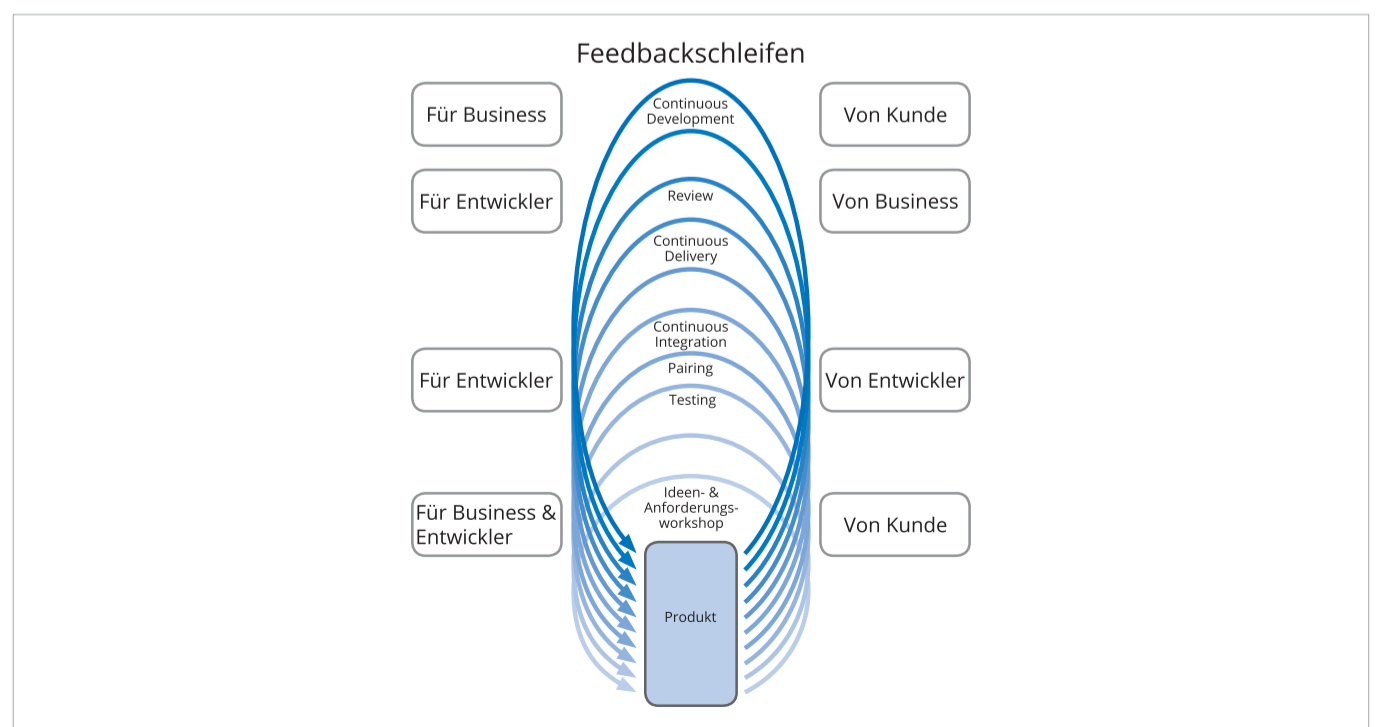 Feedbackschleifen
Für Business
Continuous
Development
Von Kunde
Für Entwickler
Review
Von Business
Continuous
Delivery
Continuous
Integration
Für Entwickler
Pairing
Von Entwickler
Testing
Für Business &
Entwickler
Ideen- &
Anforderungs-
workshop
Von Kunde
Produkt